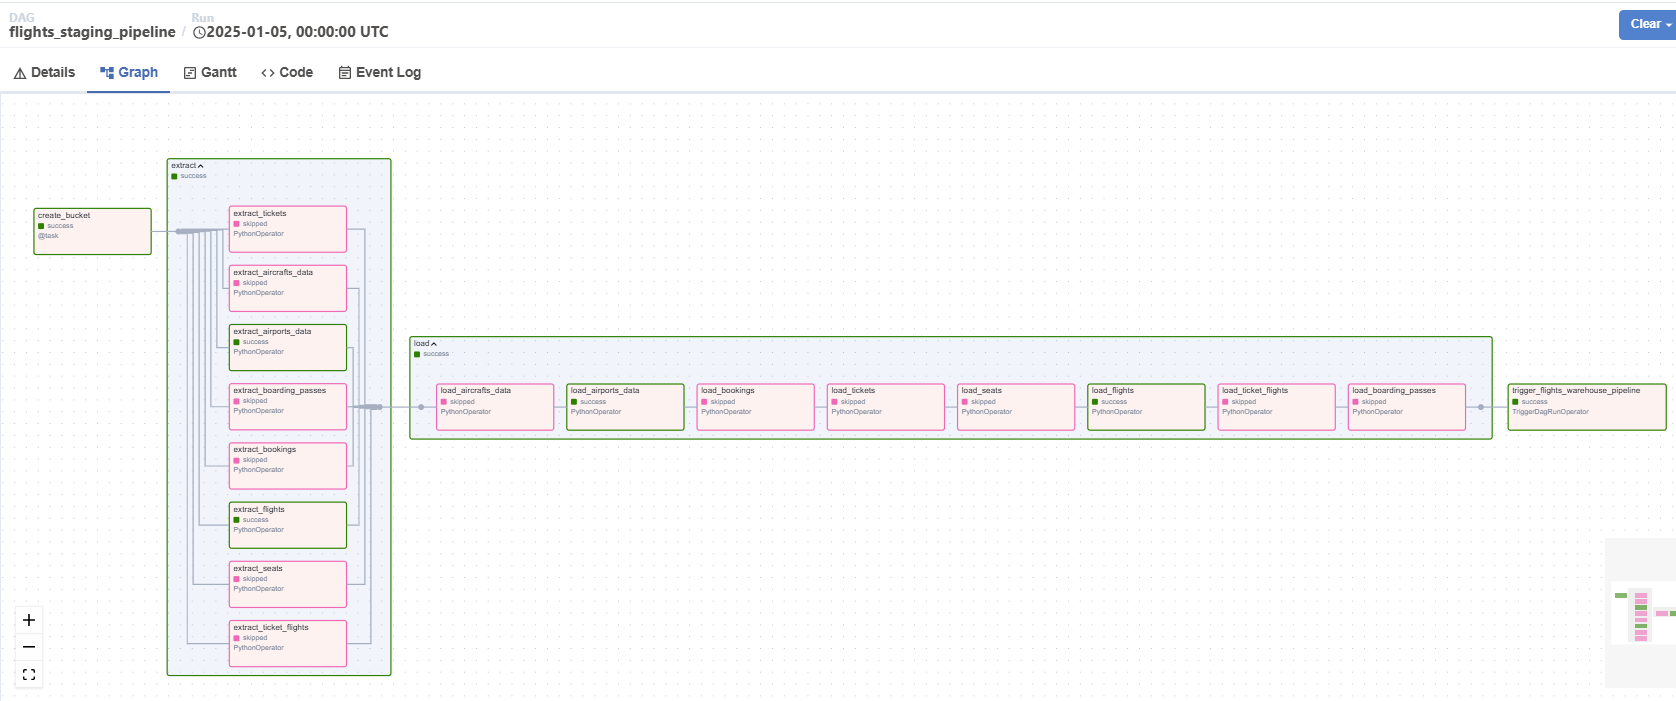 DAG
Run
flights_staging_pipeline / 2025-01-05, 00:00:00 UTC
Clear
Details
Graph
Gantt
Code
Event Log
create_bucket
success
@task
extract
success
extract_tickets
skipped
PythonOperator
extract_aircrafts_data
skipped
PythonOperator
extract_airports_data
success
PythonOperator
extract_boarding_passes
skipped
PythonOperator
extract_bookings
skipped
PythonOperator
extract_flights
success
PythonOperator
extract_seats
skipped
PythonOperator
extract_ticket_flights
skipped
PythonOperator
load
success
load_aircrafts_data
skipped
PythonOperator
load_airports_data
success
PythonOperator
load_bookings
skipped
PythonOperator
load_tickets
skipped
PythonOperator
load_seats
skipped
PythonOperator
load_flights
success
PythonOperator
load_ticket_flights
skipped
PythonOperator
load_boarding_passes
skipped
PythonOperator
trigger_flights_warehouse_pipeline
success
TriggerDagRunOperator